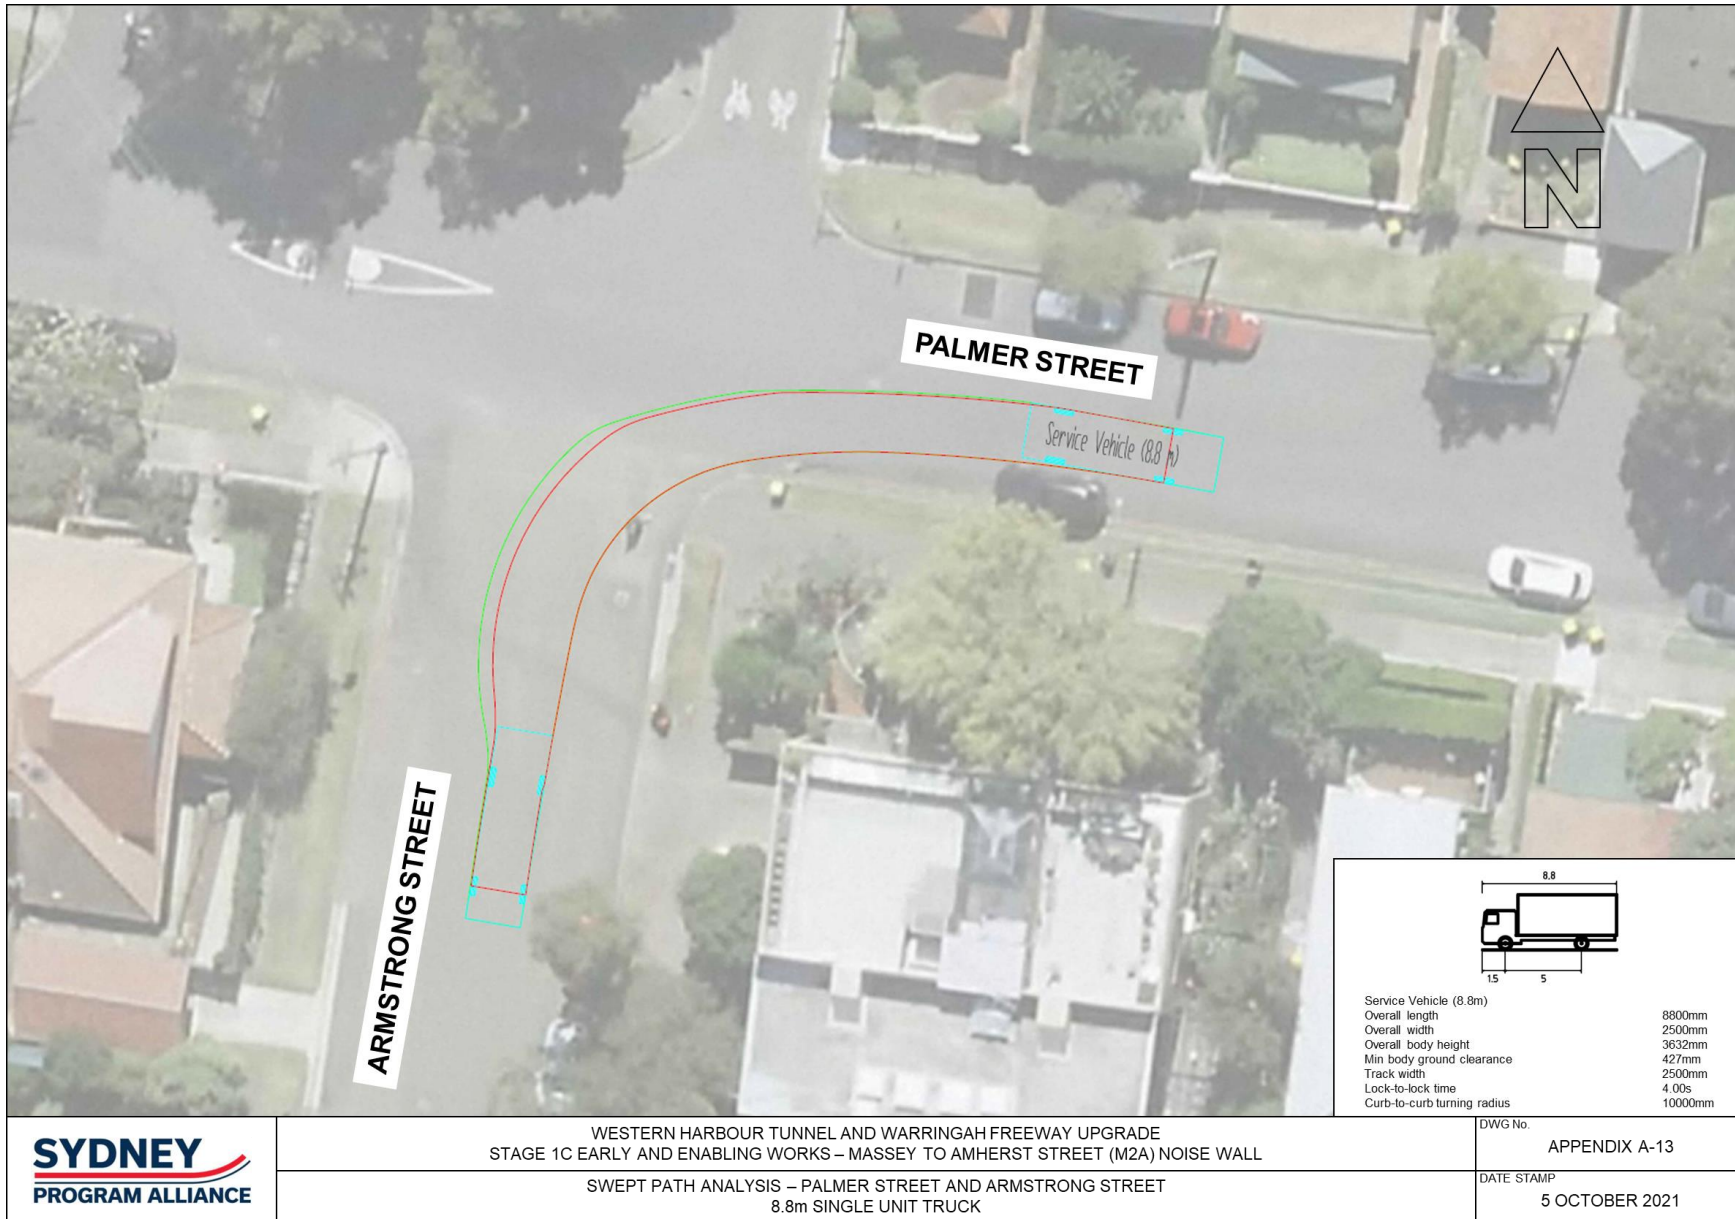 N
PALMER STREET
Service Vehicle (8.8 m)
ARMSTRONG STREET
8.8
1.5 5
Service Vehicle (8.8m)
Overall length 8800mm
Overall width 2500mm
Overall body height 3632mm
Min body ground clearance 427mm
Track width 2500mm
Lock-to-lock time 4.00s
Curb-to-curb turning radius 10000mm
SYDNEY
PROGRAM ALLIANCE
WESTERN HARBOUR TUNNEL AND WARRINGAH FREEWAY UPGRADE
STAGE 1C EARLY AND ENABLING WORKS – MASSEY TO AMHERST STREET (M2A) NOISE WALL
SWEPT PATH ANALYSIS – PALMER STREET AND ARMSTRONG STREET
8.8m SINGLE UNIT TRUCK
DWG No.
APPENDIX A-13
DATE STAMP
5 OCTOBER 2021